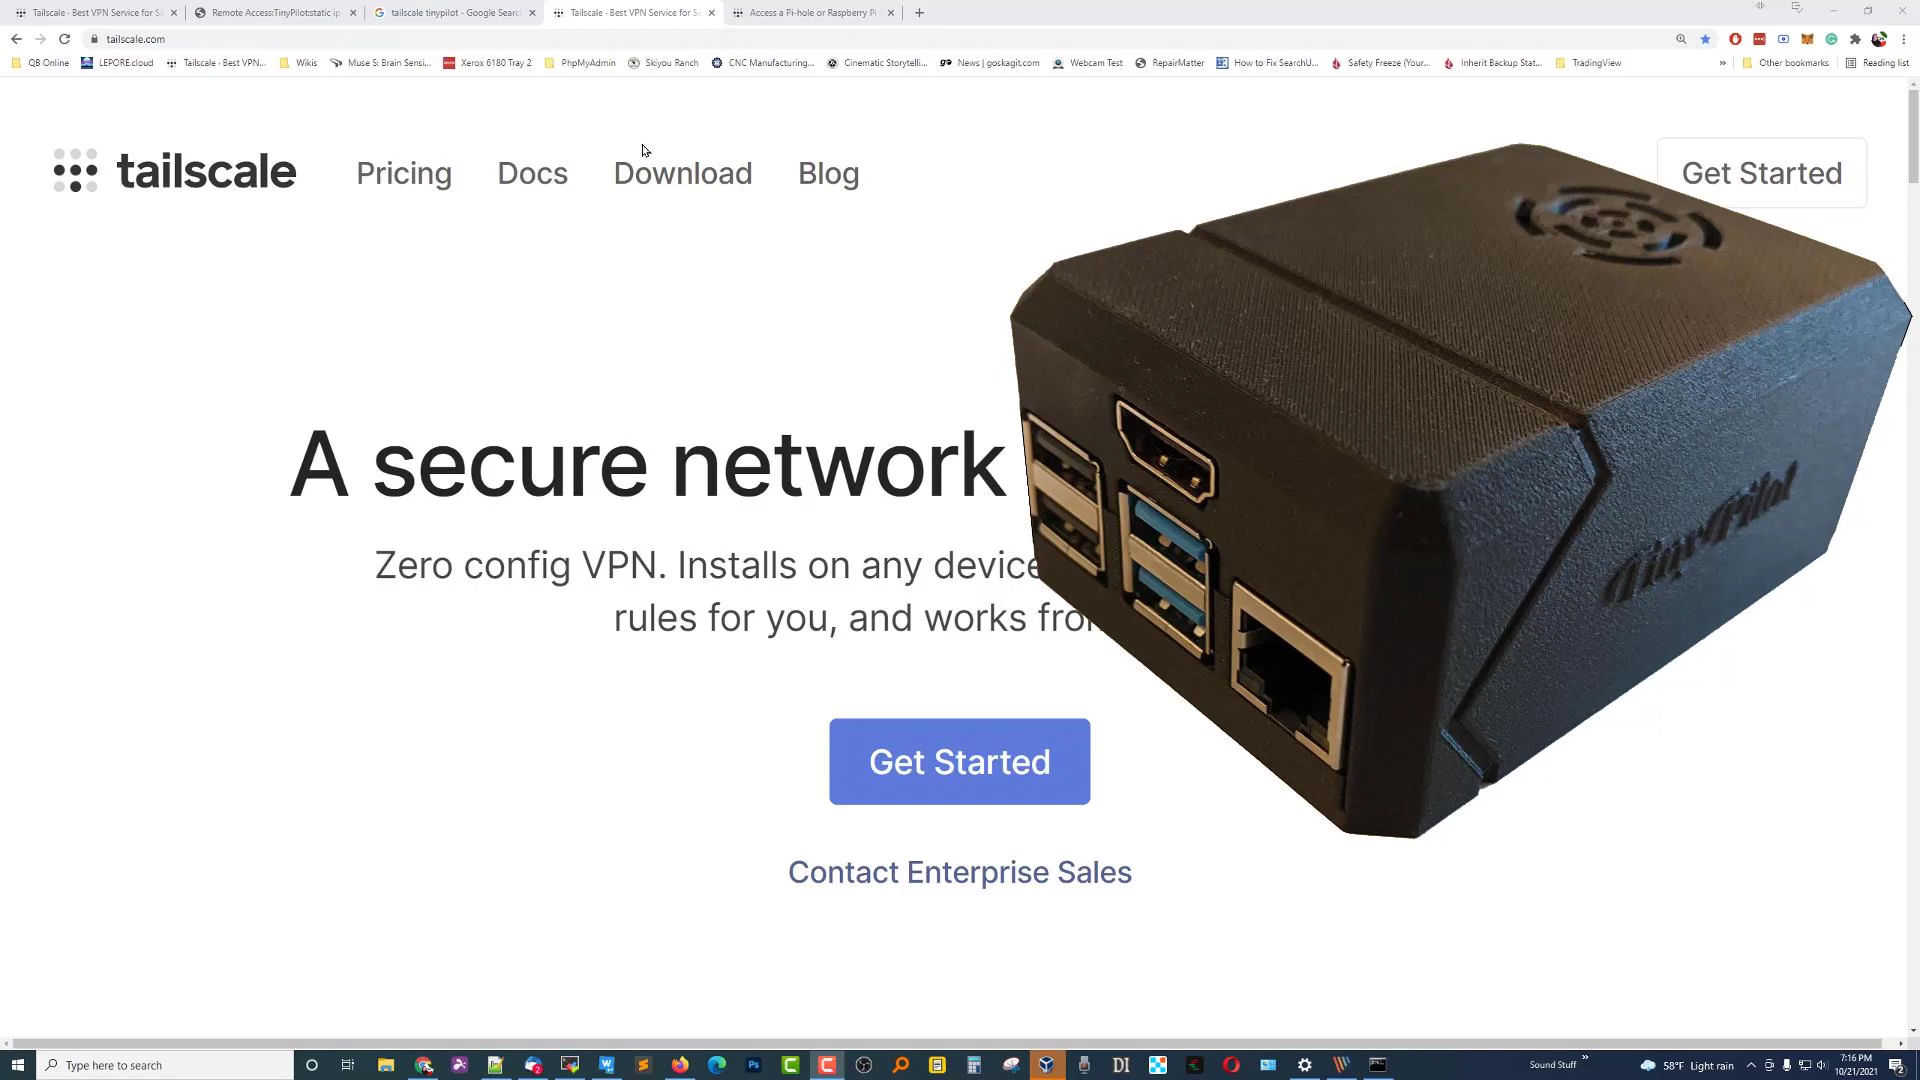 Tailscale · Best VPN Service for Se
Remote Access:TinyPilot:static ip
tailscale tinypilot - Google Searc
Tailscale · Best VPN Service for Se
Access a Pi-hole or Raspberry Pi
tailscale.com
QB Online
LEPORE.cloud
Tailscale · Best VPN...
Wikis
Muse S: Brain Sensi...
Xerox 6180 Tray 2
PhpMyAdmin
Skiyou Ranch
CNC Manufacturing...
Cinematic Storytelli...
News | goskagit.com
Webcam Test
RepairMatter
How to Fix SearchU...
Safety Freeze (Your...
Inherit Backup Stat...
TradingView
»
Other bookmarks
Reading list
tailscale
Pricing
Docs
Download
Blog
Get Started
A secure network
Zero config VPN. Installs on any device
rules for you, and works from
TinyPilot
Get Started
Contact Enterprise Sales
Type here to search
Sound Stuff
58°F Light rain
7:16 PM
10/21/2021